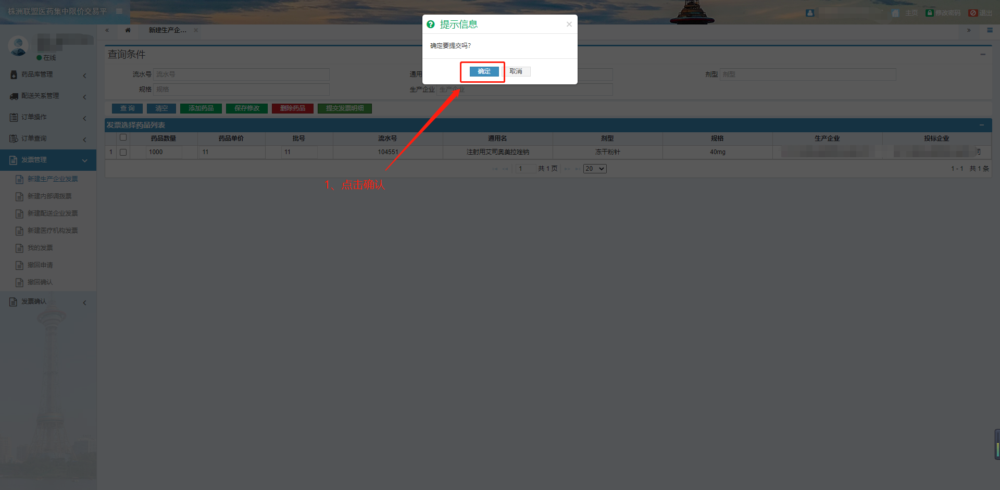 株洲联盟医药集中限价交易平
主页 修改密码 退出
新建生产企...
在线
药品库管理
配送关系管理
订单操作
订单查询
发票管理
新建生产企业发票
新建内部调拨票
新建配送企业发票
新建医疗机构发票
我的发票
撤回申请
撤回确认
发票确认
提示信息
确定要提交吗?
确定 取消
查询条件
流水号 流水号 通用 剂型 剂型
规格 规格 生产企业 生产企业
查询 清空 添加药品 保存修改 删除药品 提交发票明细
发票选择药品列表
药品数量 药品单价 批号 流水号 通用名 剂型 规格 生产企业 投标企业
1 1000 11 11 104551 注射用艾司奥美拉唑钠 冻干粉针 40mg 司
1 共 1 页 20 1 - 1 共 1 条
1、点击确认